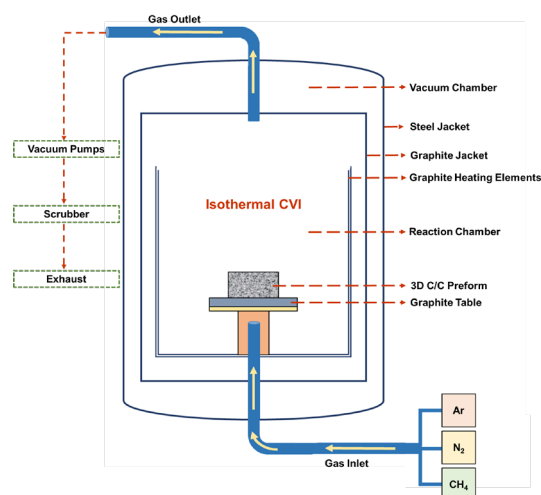 Gas Outlet
Vacuum Chamber
Steel Jacket
Vacuum Pumps
Graphite Jacket
Graphite Heating Elements
Isothermal CVI
Scrubber
Reaction Chamber
Exhaust
3D C/C Preform
Graphite Table
Ar
N₂
Gas Inlet
CH₄